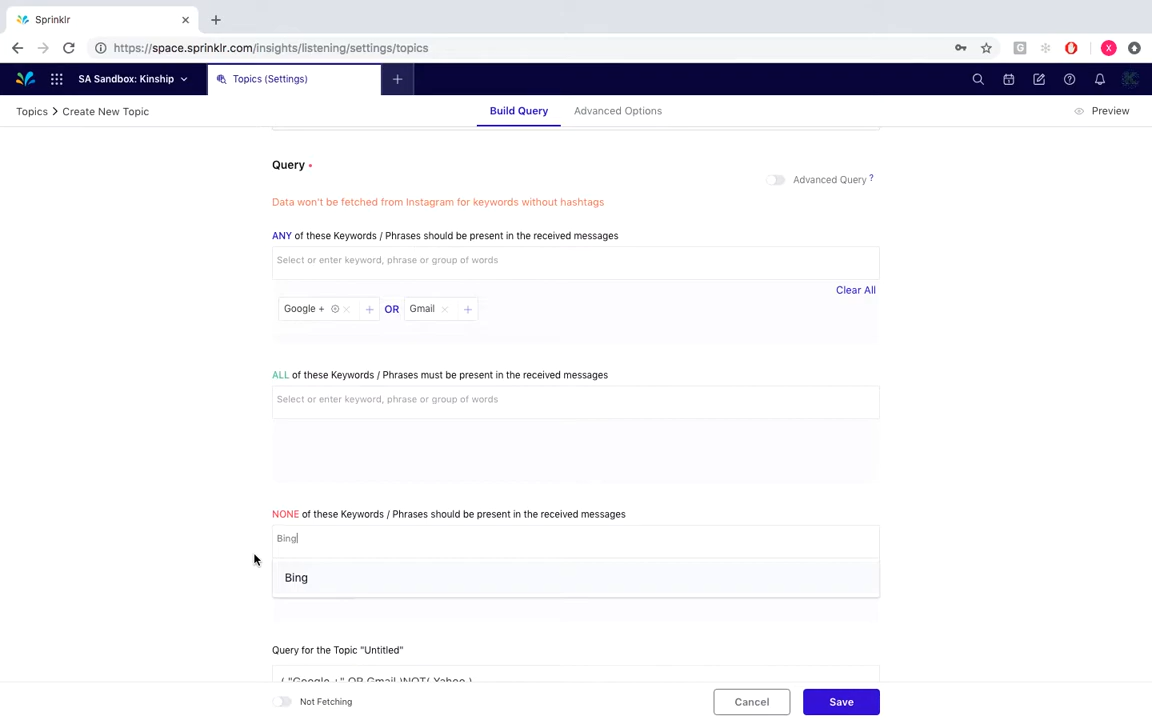 Sprinklr
https://space.sprinklr.com/insights/listening/settings/topics
G
X
SA Sandbox: Kinship
Topics (Settings)
Topics > Create New Topic
Build Query
Advanced Options
Preview
Query
Advanced Query ?
Data won't be fetched from Instagram for keywords without hashtags
ANY of these Keywords / Phrases should be present in the received messages
Select or enter keyword, phrase or group of words
Clear All
Google + OR Gmail
ALL of these Keywords / Phrases must be present in the received messages
Select or enter keyword, phrase or group of words
NONE of these Keywords / Phrases should be present in the received messages
Bing
Bing
Query for the Topic "Untitled"
( "Google +" OR Gmail )NOT( Yahoo )
Not Fetching
Cancel
Save